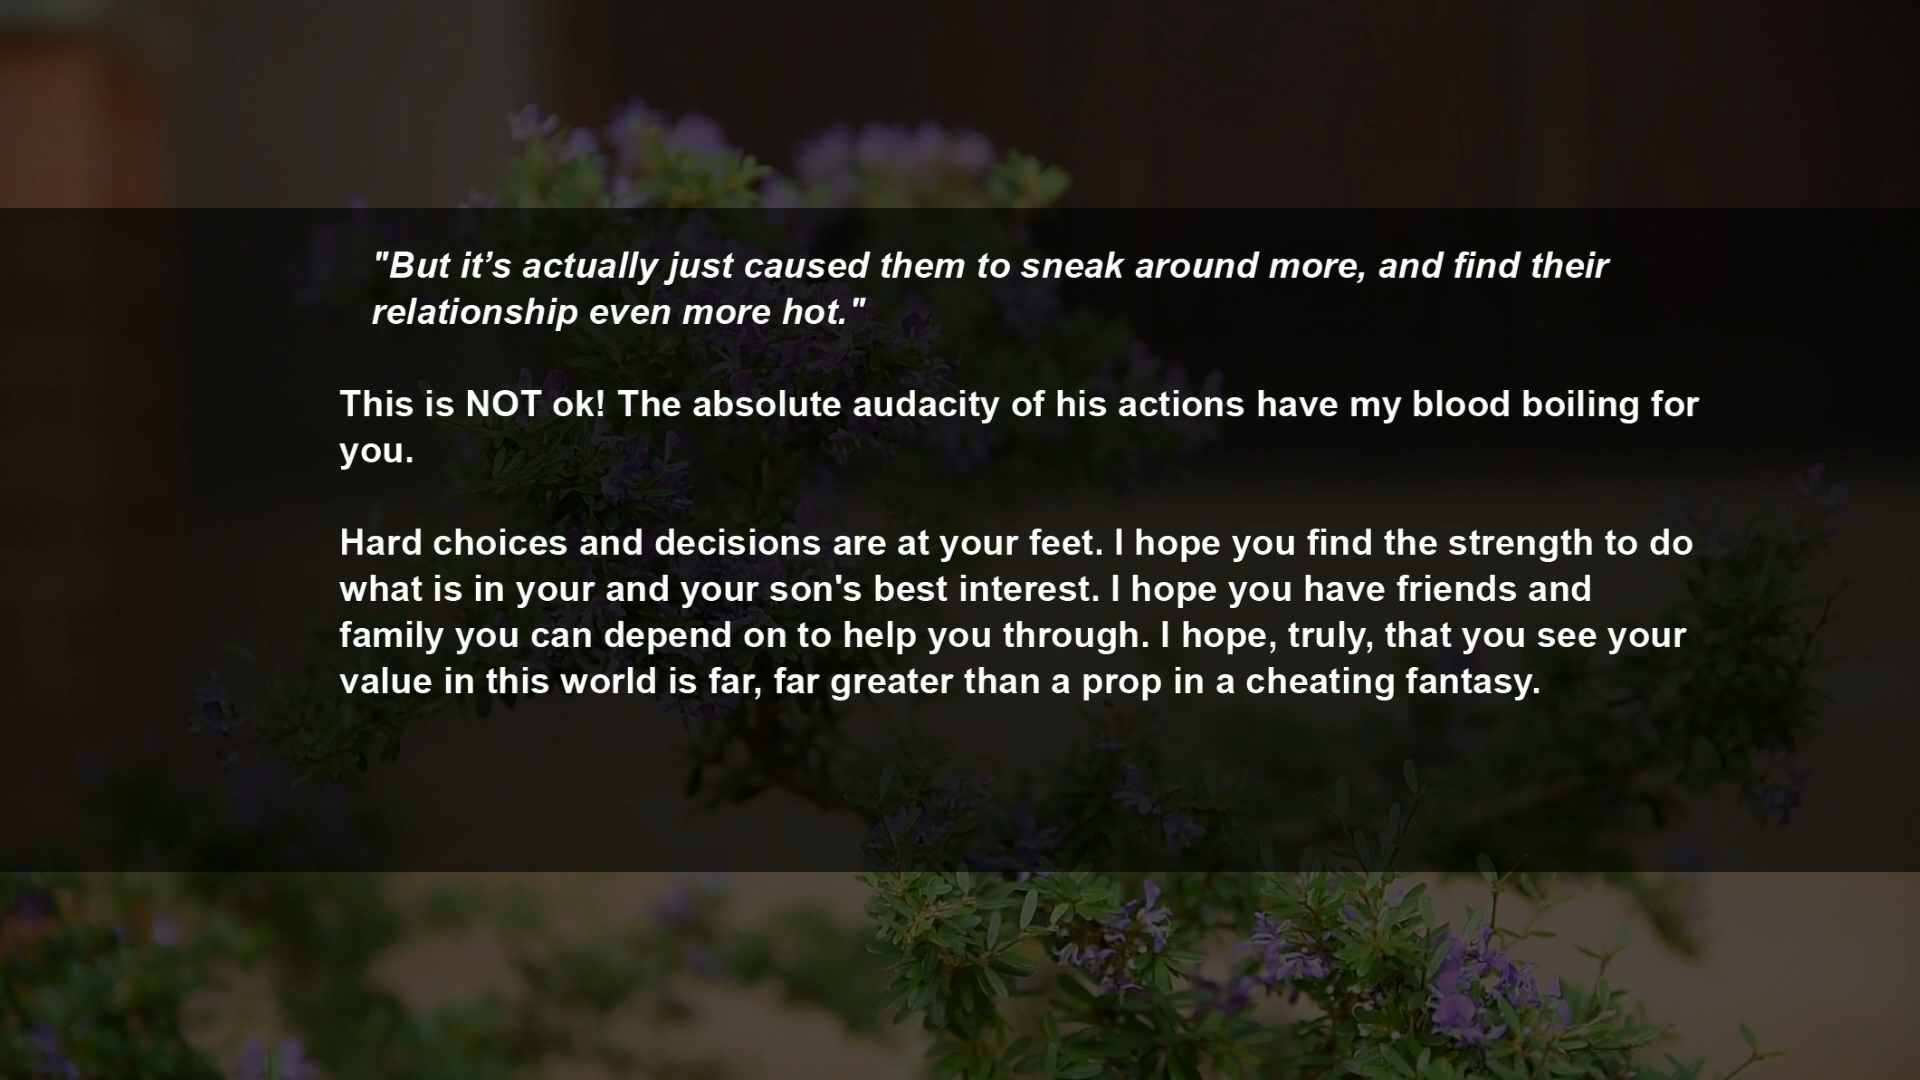 "But it’s actually just caused them to sneak around more, and find their
relationship even more hot."
This is NOT ok! The absolute audacity of his actions have my blood boiling for
you.
Hard choices and decisions are at your feet. I hope you find the strength to do
what is in your and your son's best interest. I hope you have friends and
family you can depend on to help you through. I hope, truly, that you see your
value in this world is far, far greater than a prop in a cheating fantasy.